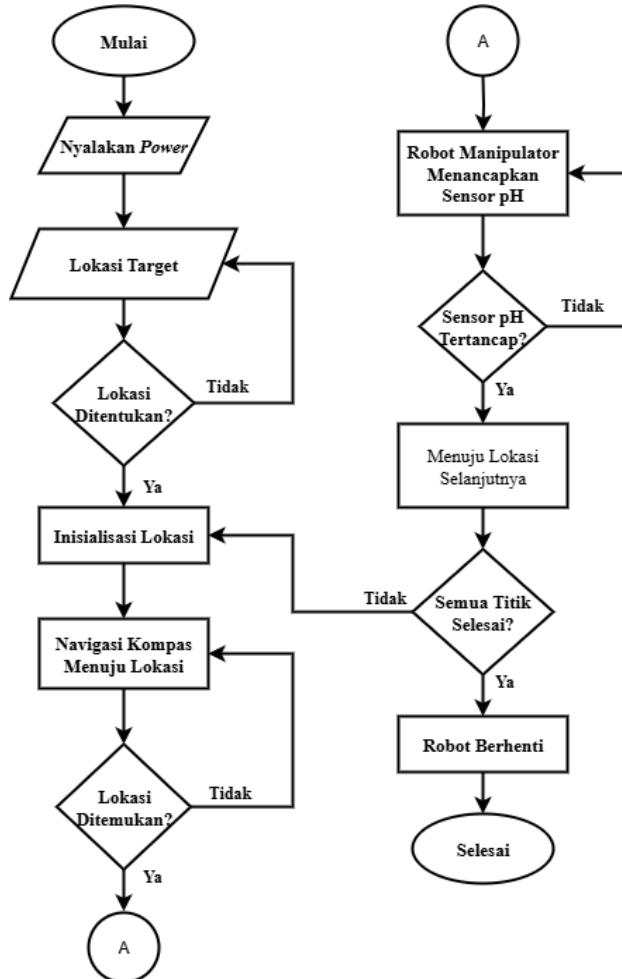 Mulai
Nyalakan Power
Lokasi Target
Lokasi
Ditentukan?
Tidak
Ya
Inisialisasi Lokasi
Navigasi Kompas
Menuju Lokasi
Lokasi
Ditemukan?
Tidak
Ya
A
A
Robot Manipulator
Menancapkan
Sensor pH
Sensor pH
Tertancap?
Tidak
Ya
Menuju Lokasi
Selanjutnya
Semua Titik
Selesai?
Tidak
Ya
Robot Berhenti
Selesai